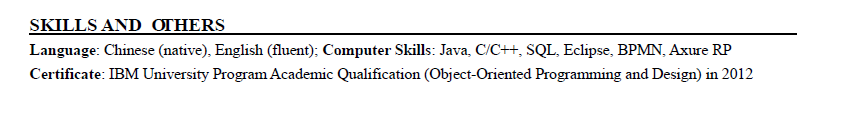 SKILLS AND OTHERS
Language: Chinese (native), English (fluent); Computer Skills: Java, C/C++, SQL, Eclipse, BPMN, Axure RP
Certificate: IBM University Program Academic Qualification (Object-Oriented Programming and Design) in 2012